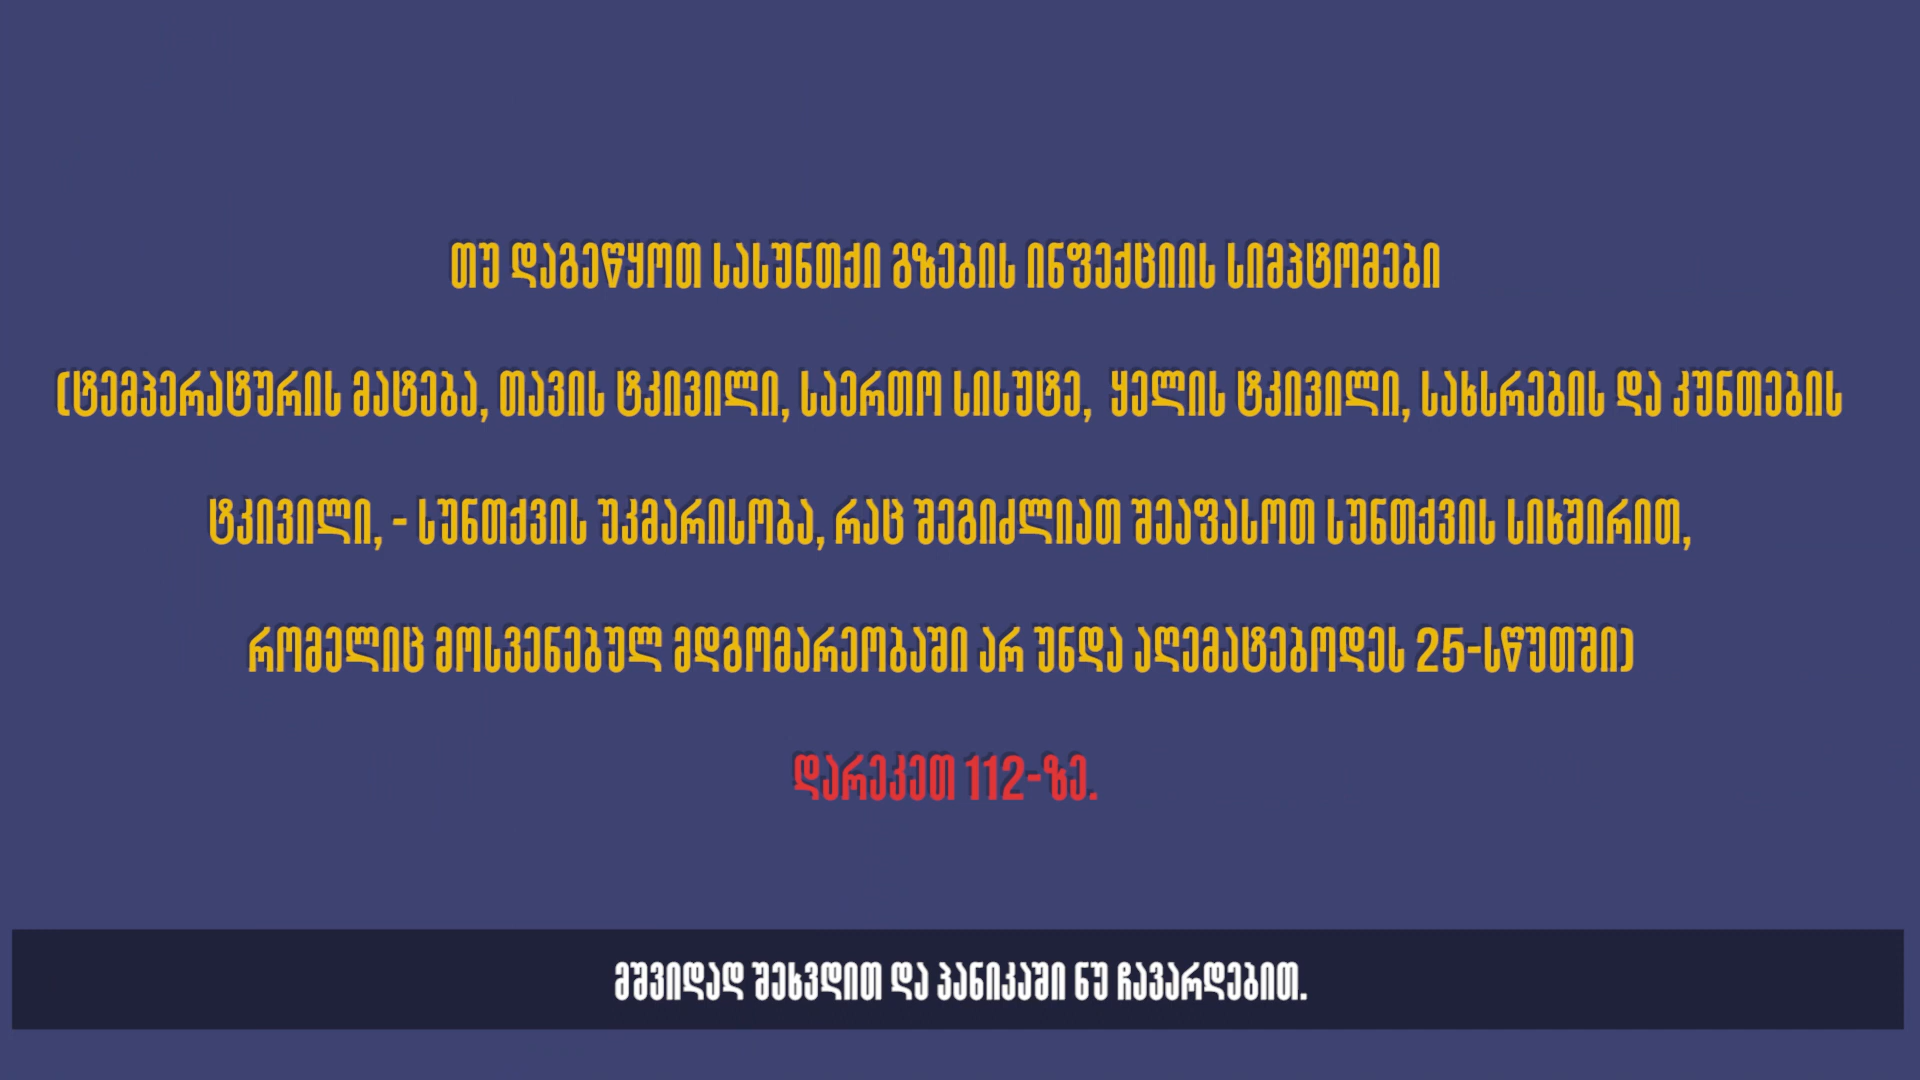 თუ დაგეწყოთ სასუნთქი გზების ინფექციის სიმპტომები
(ტემპერატურის მატება, თავის ტკივილი, საერთო სისუტე, ყელის ტკივილი, სახსრების და კუნთების
ტკივილი, - სუნთქვის უკმარისობა, რაც შეგიძლიათ შეაფასოთ სუნთქვის სიხშირით,
რომელიც მოსვენებულ მდგომარეობაში არ უნდა აღემატებოდეს 25-სწუთში)
დარეკეთ 112-ზე.
მშვიდად შეხვდით და პანიკაში ნუ ჩავარდებით.